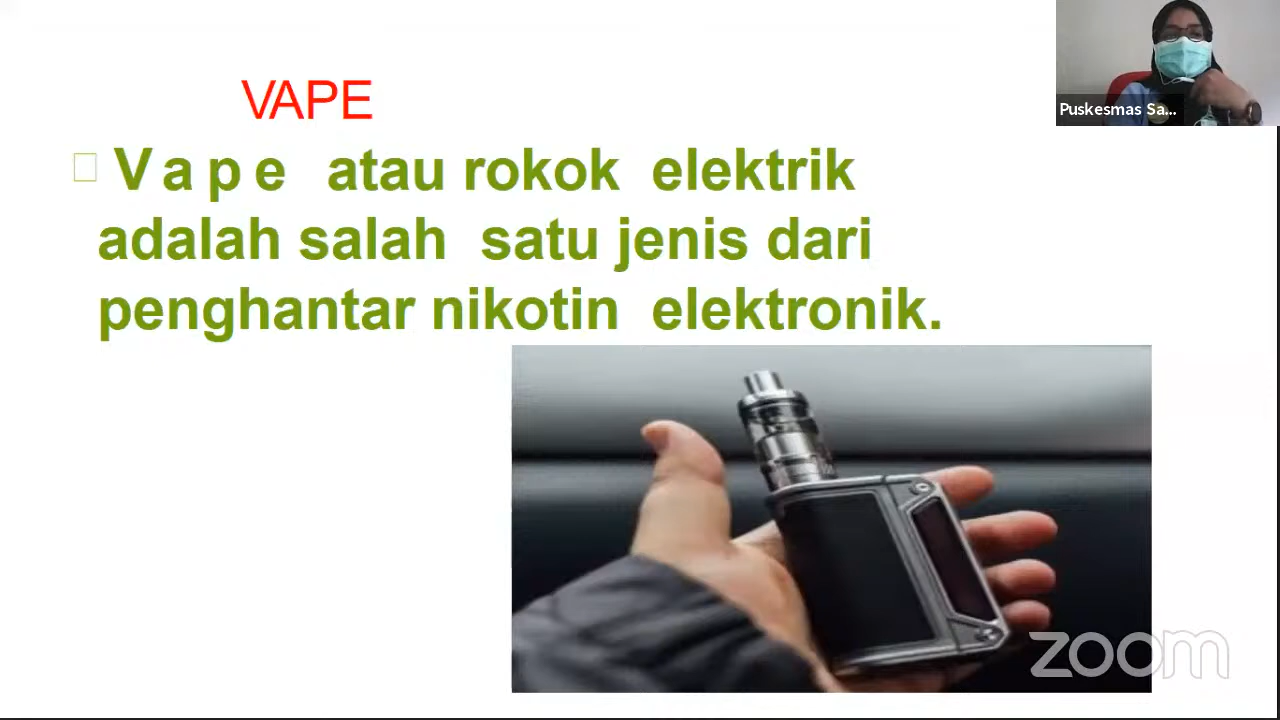 VAPE
Vape atau rokok elektrik
adalah salah satu jenis dari
penghantar nikotin elektronik.
Puskesmas Sa...
zoom